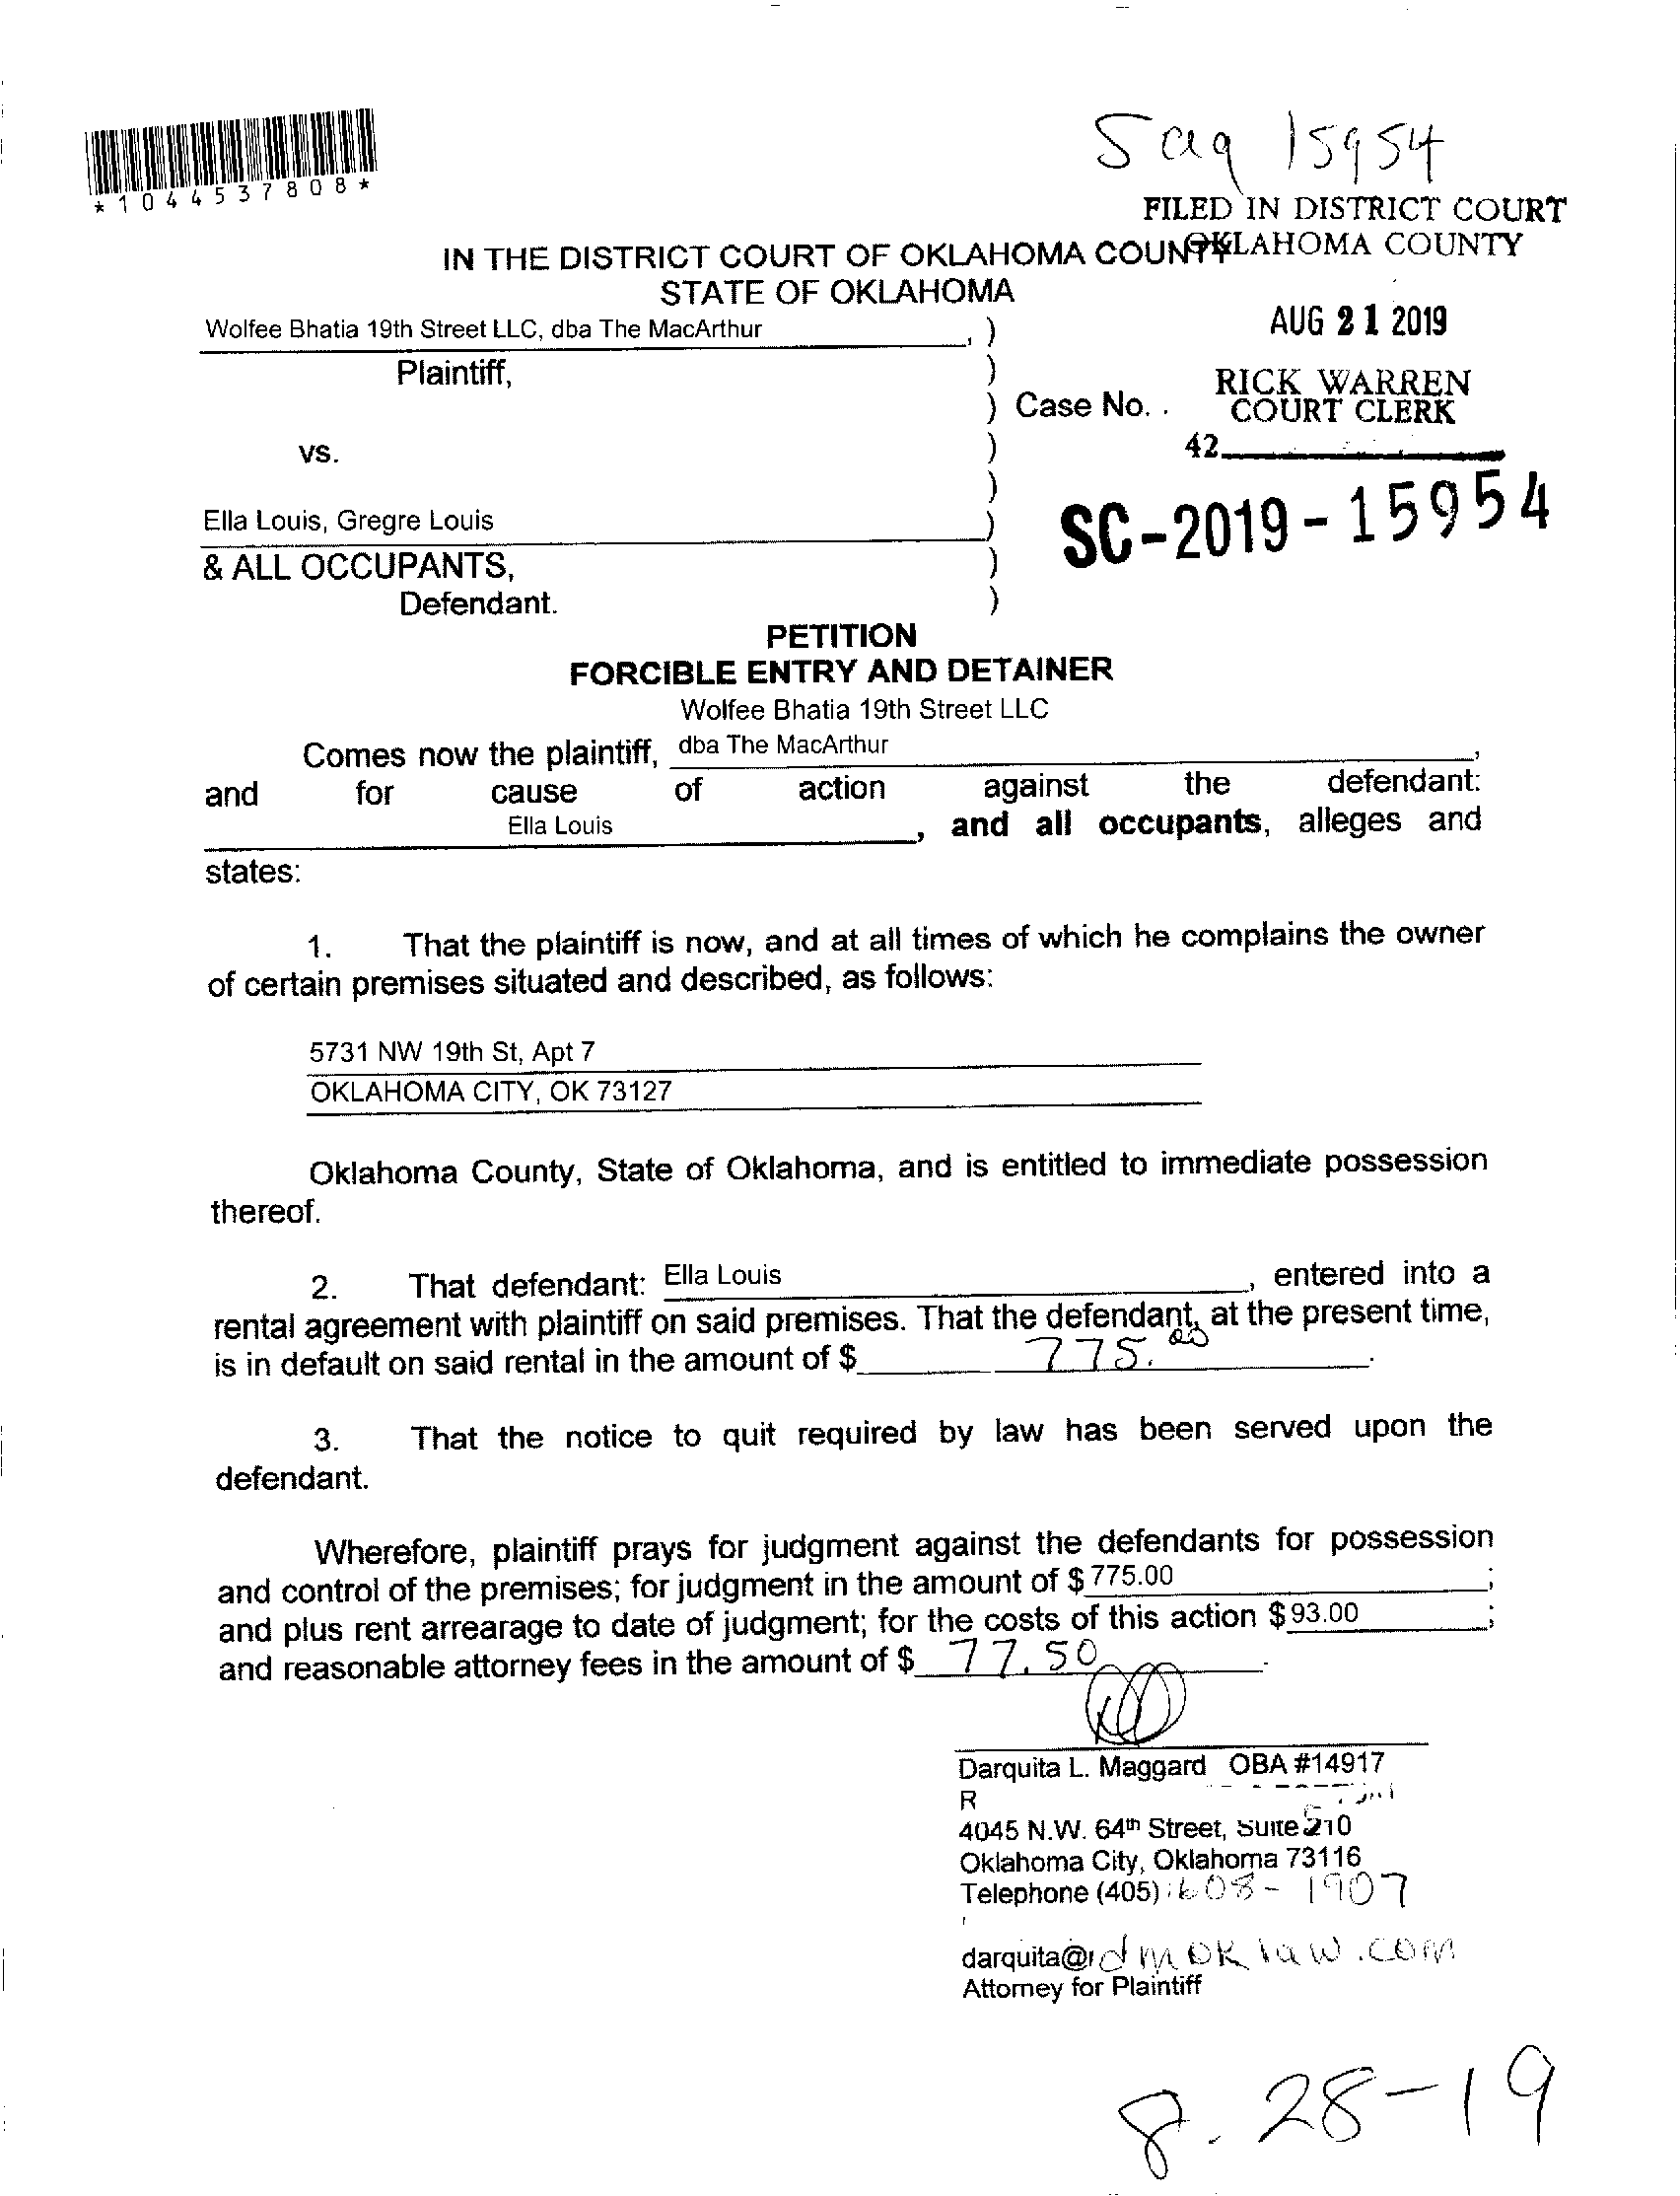 *1044537808*
15954
FILED IN DISTRICT COURT
OKLAHOMA COUNTY
IN THE DISTRICT COURT OF OKLAHOMA COUNTY
STATE OF OKLAHOMA
AUG 21 2019
Wolfee Bhatia 19th Street LLC, dba The MacArthur , )
Plaintiff, )
RICK WARREN
) Case No. .
COURT CLERK
vs. )
42
)
Ella Louis, Gregre Louis )
SC-2019-15954
& ALL OCCUPANTS, )
Defendant. )
PETITION
FORCIBLE ENTRY AND DETAINER
Wolfee Bhatia 19th Street LLC
Comes now the plaintiff, dba The MacArthur ,
and for cause of action against the defendant:
Ella Louis , and all occupants, alleges and
states:
1. That the plaintiff is now, and at all times of which he complains the owner
of certain premises situated and described, as follows:
5731 NW 19th St, Apt 7
OKLAHOMA CITY, OK 73127
Oklahoma County, State of Oklahoma, and is entitled to immediate possession
thereof.
2. That defendant: Ella Louis , entered into a
rental agreement with plaintiff on said premises. That the defendant, at the present time,
is in default on said rental in the amount of $ 775.00 .
3. That the notice to quit required by law has been served upon the
defendant.
Wherefore, plaintiff prays for judgment against the defendants for possession
and control of the premises; for judgment in the amount of $ 775.00 ;
and plus rent arrearage to date of judgment; for the costs of this action $ 93.00 ;
and reasonable attorney fees in the amount of $ 77.50 .
Darquita L. Maggard OBA #14917
R
4045 N.W. 64th Street, Suite 510
Oklahoma City, Oklahoma 73116
Telephone (405) 608-1907
darquita@dmoklaw.com
Attorney for Plaintiff
8.28-19